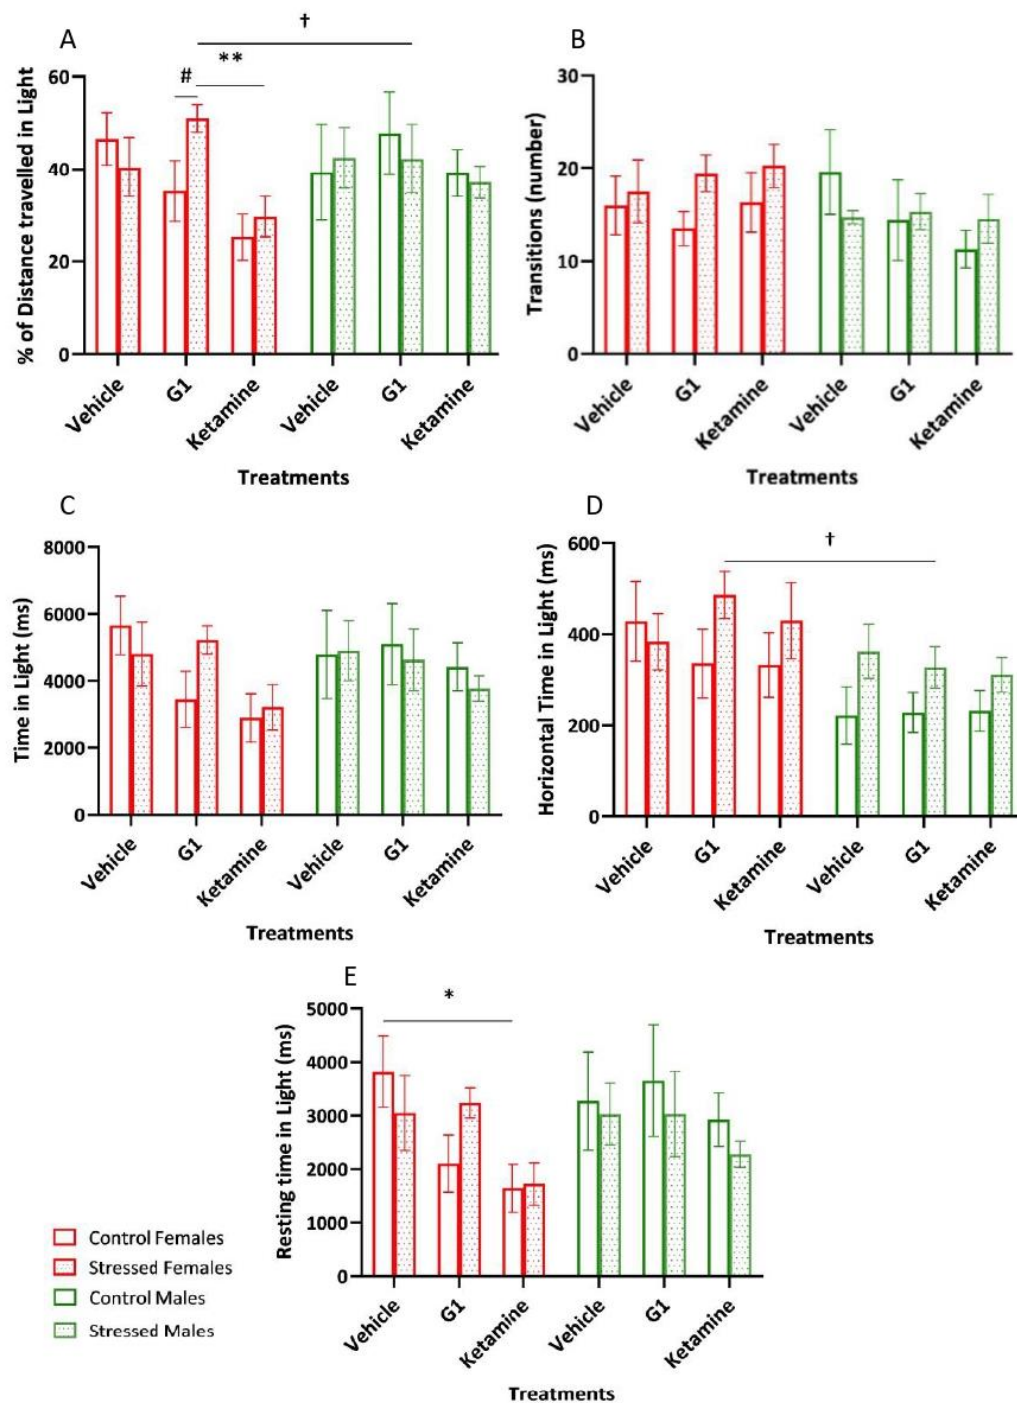 A
†
**
#
% of Distance travelled in Light
60
40
20
0
Vehicle
G1
Ketamine
Vehicle
G1
Ketamine
Treatments
B
Transitions (number)
30
20
10
0
Vehicle
G1
Ketamine
Vehicle
G1
Ketamine
Treatments
C
Time in Light (ms)
8000
6000
4000
2000
0
Vehicle
G1
Ketamine
Vehicle
G1
Ketamine
Treatments
D
†
Horizontal Time in Light (ms)
600
400
200
0
Vehicle
G1
Ketamine
Vehicle
G1
Ketamine
Treatments
E
*
Resting time in Light (ms)
5000
4000
3000
2000
1000
0
Vehicle
G1
Ketamine
Vehicle
G1
Ketamine
Treatments
Control Females
Stressed Females
Control Males
Stressed Males